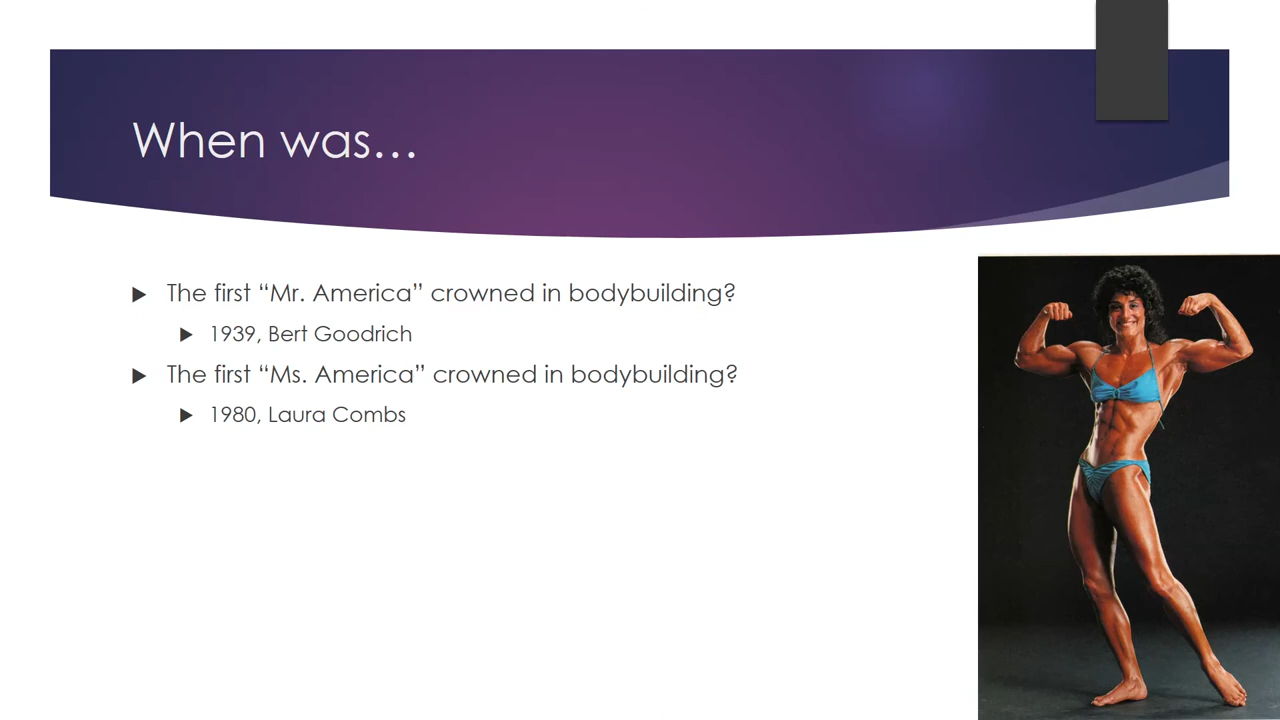 When was…
The first “Mr. America” crowned in bodybuilding?
1939, Bert Goodrich
The first “Ms. America” crowned in bodybuilding?
1980, Laura Combs